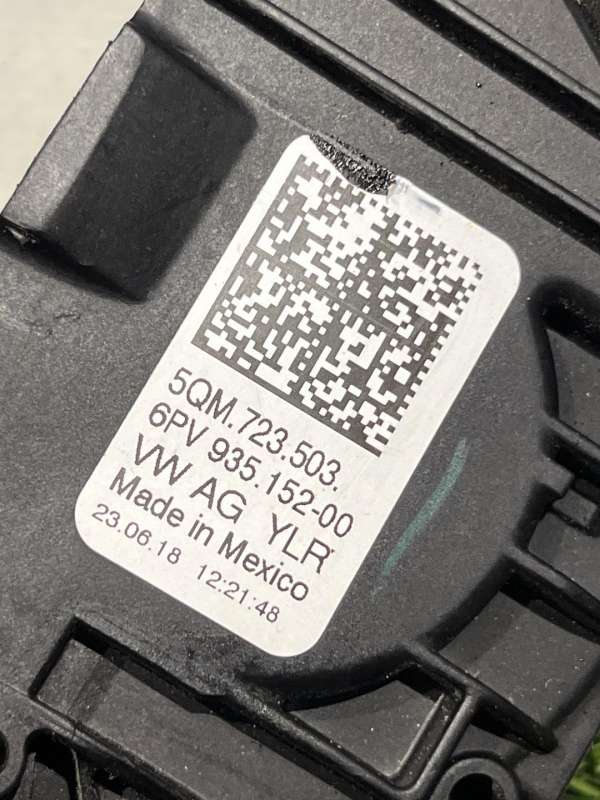 5QM.723.503.
6PV 935.152-00
VW AG YLR
Made in Mexico
23.06.18 12:21:48